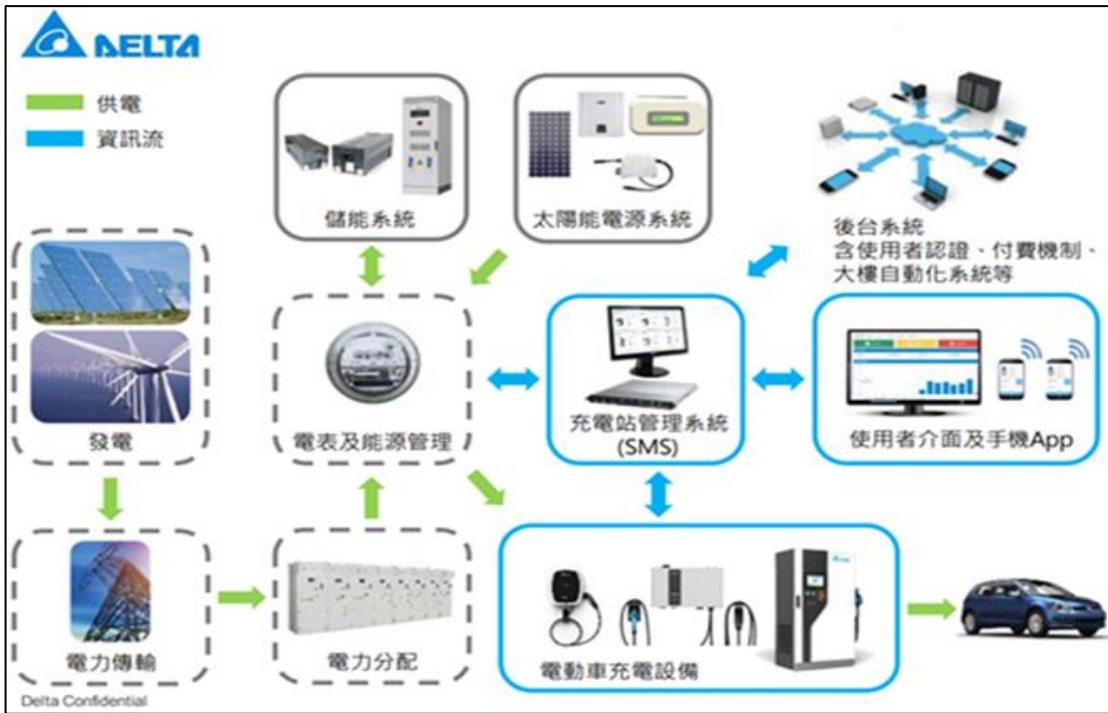 DELTA
供電
資訊流
儲能系統
太陽能電源系統
後台系統
含使用者認證、付費機制、
大樓自動化系統等
發電
電表及能源管理
充電站管理系統
(SMS)
使用者介面及手機App
電力傳輸
電力分配
電動車充電設備
Delta Confidential